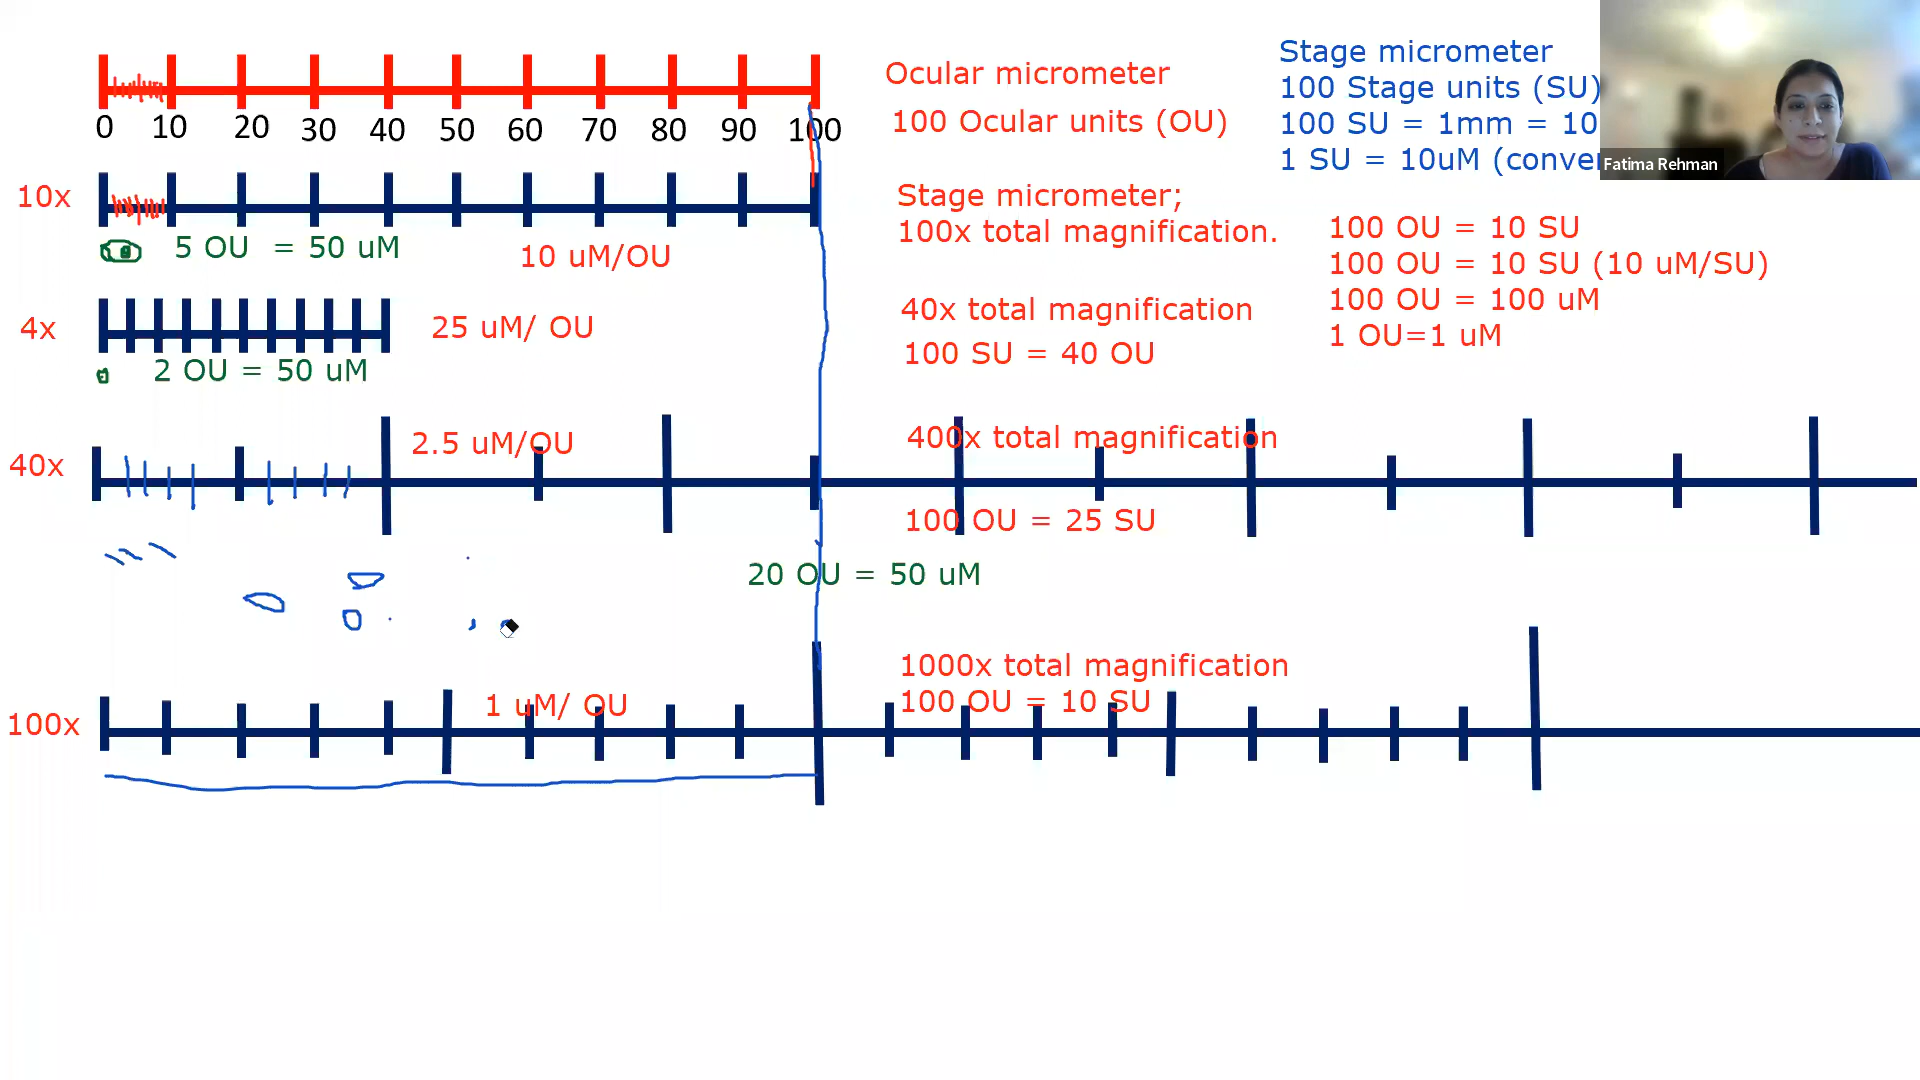 Ocular micrometer
100 Ocular units (OU)
0 10 20 30 40 50 60 70 80 90 100
Stage micrometer
100 Stage units (SU)
100 SU = 1mm = 10
1 SU = 10uM
Fatima Rehman
10x
5 OU = 50 uM
10 uM/OU
Stage micrometer;
100x total magnification.
100 OU = 10 SU
100 OU = 10 SU (10 uM/SU)
100 OU = 100 uM
1 OU=1 uM
4x
25 uM/ OU
2 OU = 50 uM
40x total magnification
100 SU = 40 OU
40x
2.5 uM/OU
400x total magnification
100 OU = 25 SU
20 OU = 50 uM
100x
1 uM/ OU
1000x total magnification
100 OU = 10 SU